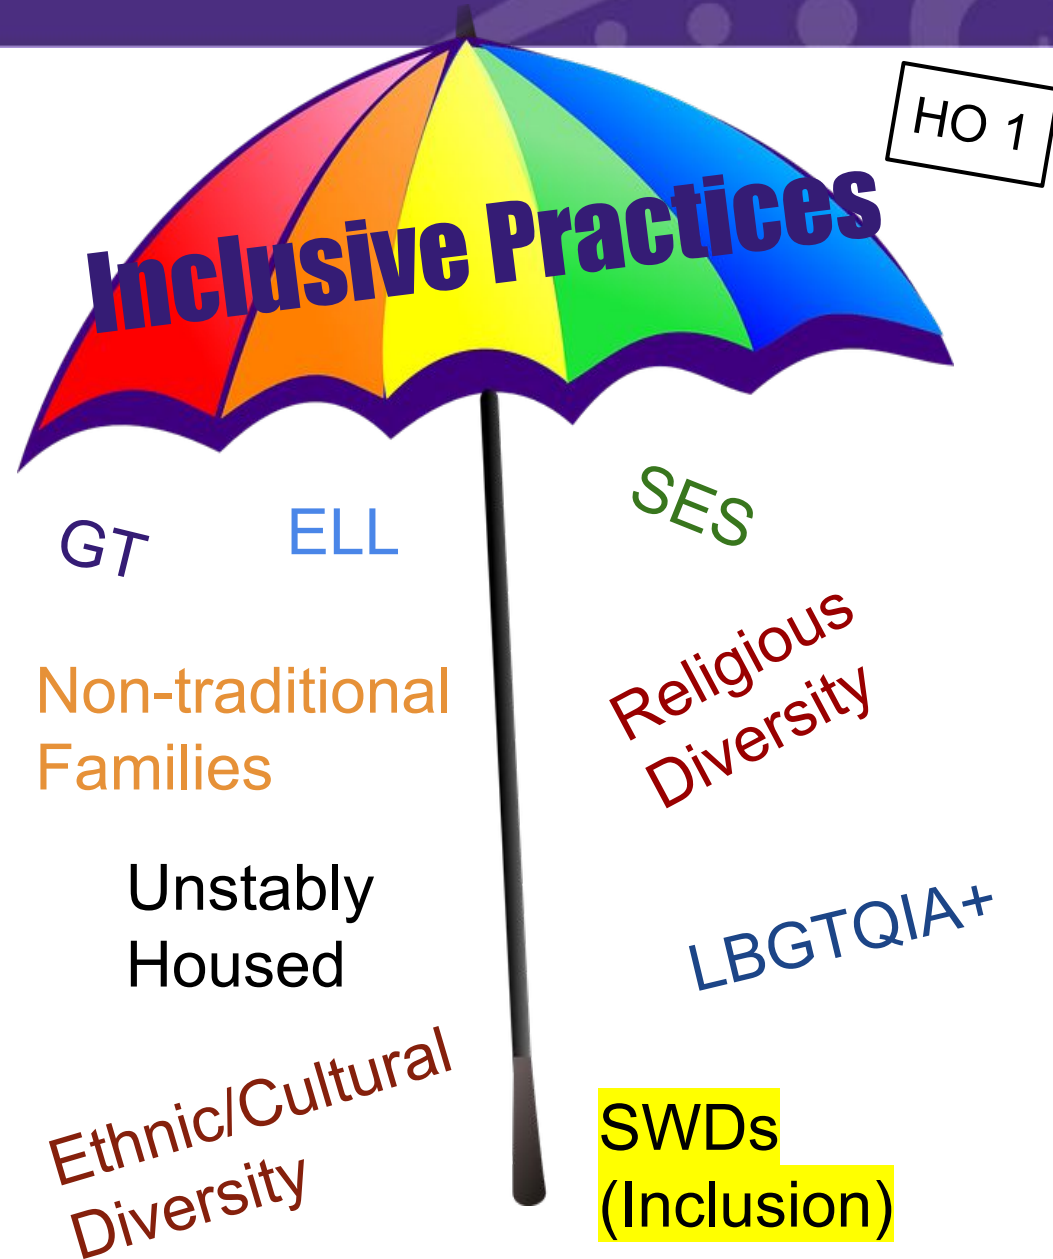 HO 1
Inclusive Practices
GT
ELL
SES
Non-traditional
Families
Religious
Diversity
Unstably
Housed
LBGTQIA+
Ethnic/Cultural
Diversity
SWDs
(Inclusion)